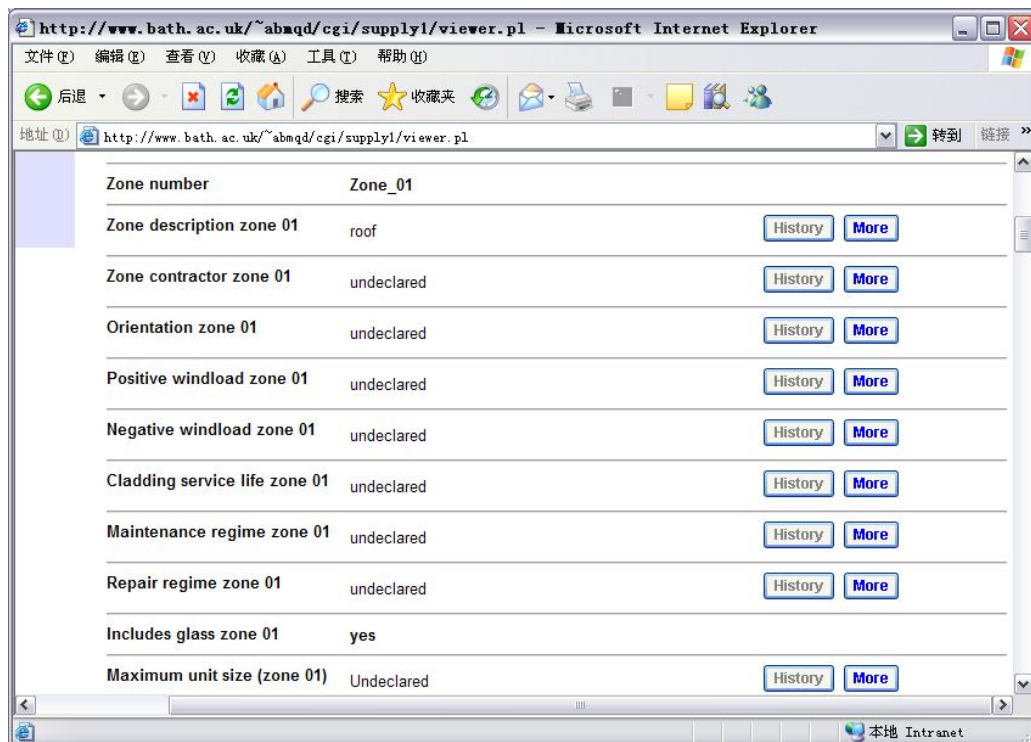 http://www.bath.ac.uk/~abmqd/cgi/supply1/viewer.pl - Microsoft Internet Explorer
文件(F) 编辑(E) 查看(V) 收藏(A) 工具(T) 帮助(H)
后退 搜索 收藏夹
地址(D) http://www.bath.ac.uk/~abmqd/cgi/supply1/viewer.pl 转到 链接 »
Zone number Zone_01
Zone description zone 01 roof History More
Zone contractor zone 01 undeclared History More
Orientation zone 01 undeclared History More
Positive windload zone 01 undeclared History More
Negative windload zone 01 undeclared History More
Cladding service life zone 01 undeclared History More
Maintenance regime zone 01 undeclared History More
Repair regime zone 01 undeclared History More
Includes glass zone 01 yes
Maximum unit size (zone 01) Undeclared History More
本地 Intranet